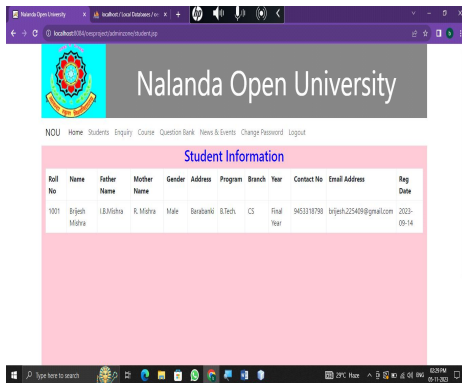 Nalanda Open University
localhost / Local Databases / ee
localhost:8084/eesproject/adminzone/student.jsp
Nalanda Open University
NOU Home Students Enquiry Course Question Bank News & Events Change Password Logout
Student Information
Roll No Name Father Name Mother Name Gender Address Program Branch Year Contact No Email Address Reg Date
1001 Brijesh Mishra I.B.Mishra R. Mishra Male Barabanki B.Tech. CS Final Year 9453318798 brijesh.225409@gmail.com 2023-09-14
Type here to search
29°C Haze
ENG
02:29 PM
05-11-2023